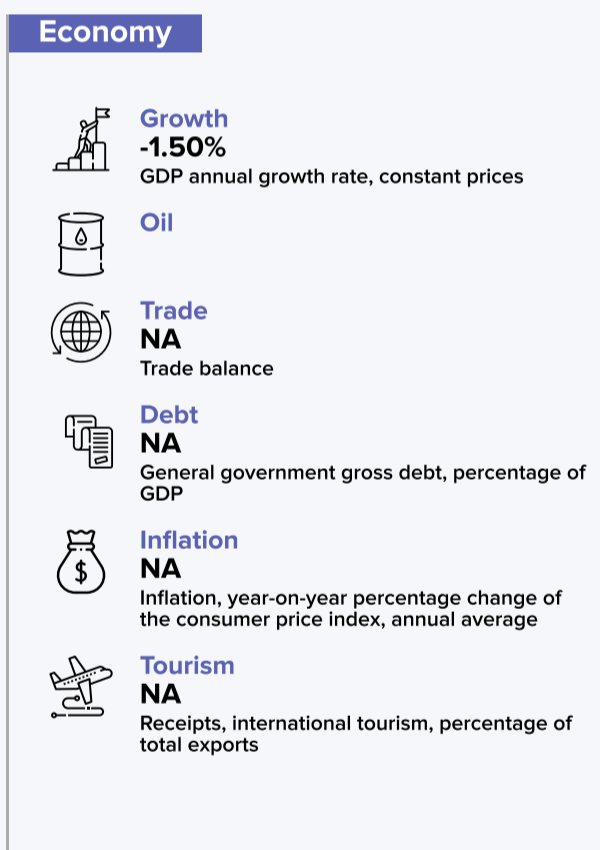 Economy
Growth
-1.50%
GDP annual growth rate, constant prices
Oil
Trade
NA
Trade balance
Debt
NA
General government gross debt, percentage of
GDP
Inflation
$
NA
Inflation, year-on-year percentage change of
the consumer price index, annual average
Tourism
NA
Receipts, international tourism, percentage of
total exports